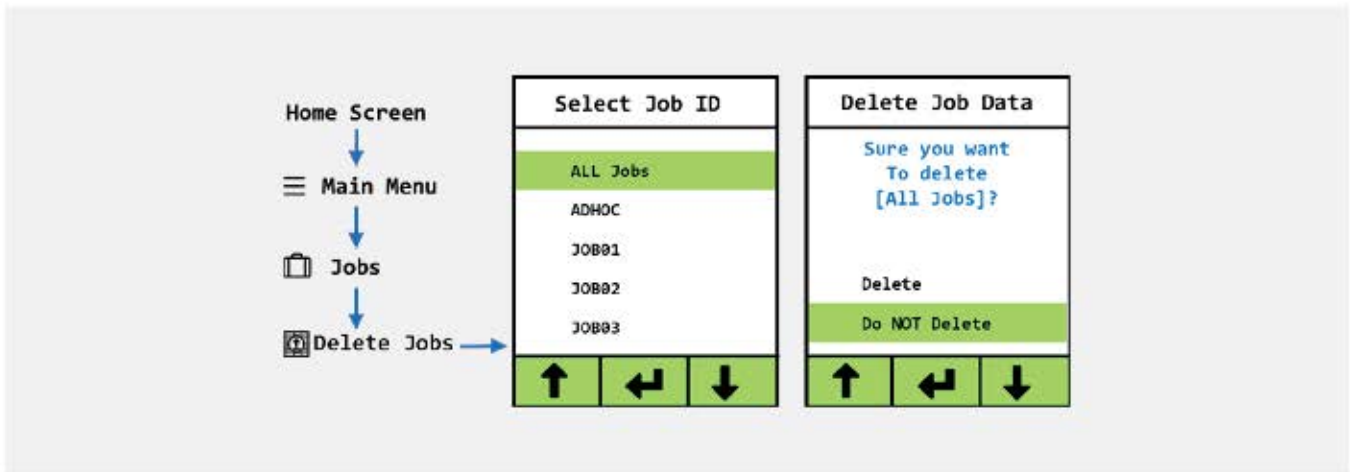 Home Screen
Main Menu
Jobs
Delete Jobs
Select Job ID
ALL Jobs
ADHOC
JOB01
JOB02
JOB03
Delete Job Data
Sure you want
To delete
[All Jobs]?
Delete
Do NOT Delete